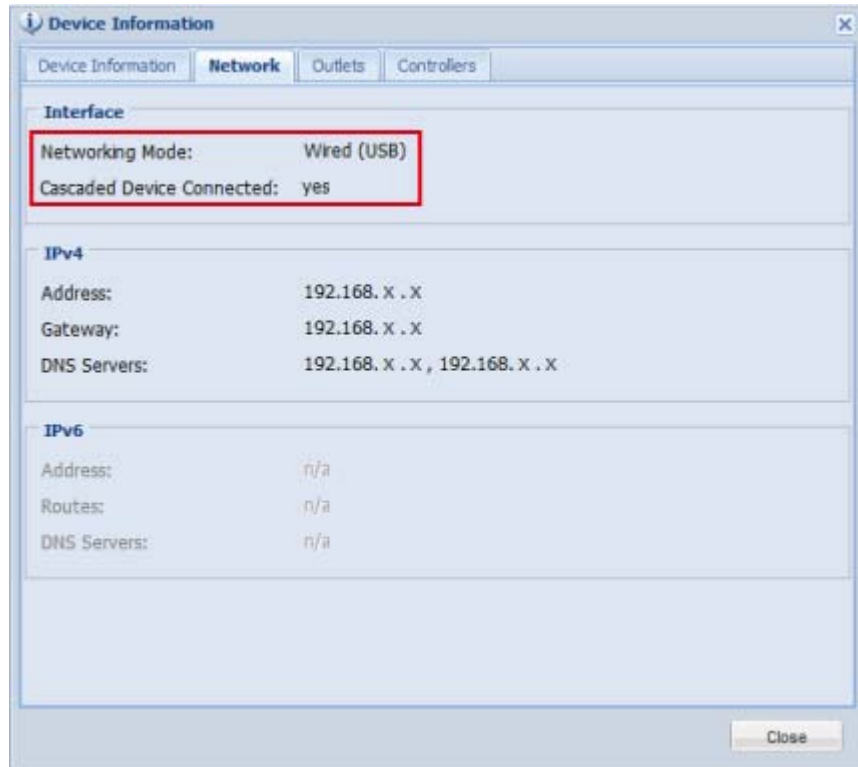 Device Information
Device Information Network Outlets Controllers
Interface
Networking Mode: Wired (USB)
Cascaded Device Connected: yes
IPv4
Address: 192.168. x . x
Gateway: 192.168. x . x
DNS Servers: 192.168. x . x , 192.168. x . x
IPv6
Address: n/a
Routes: n/a
DNS Servers: n/a
Close